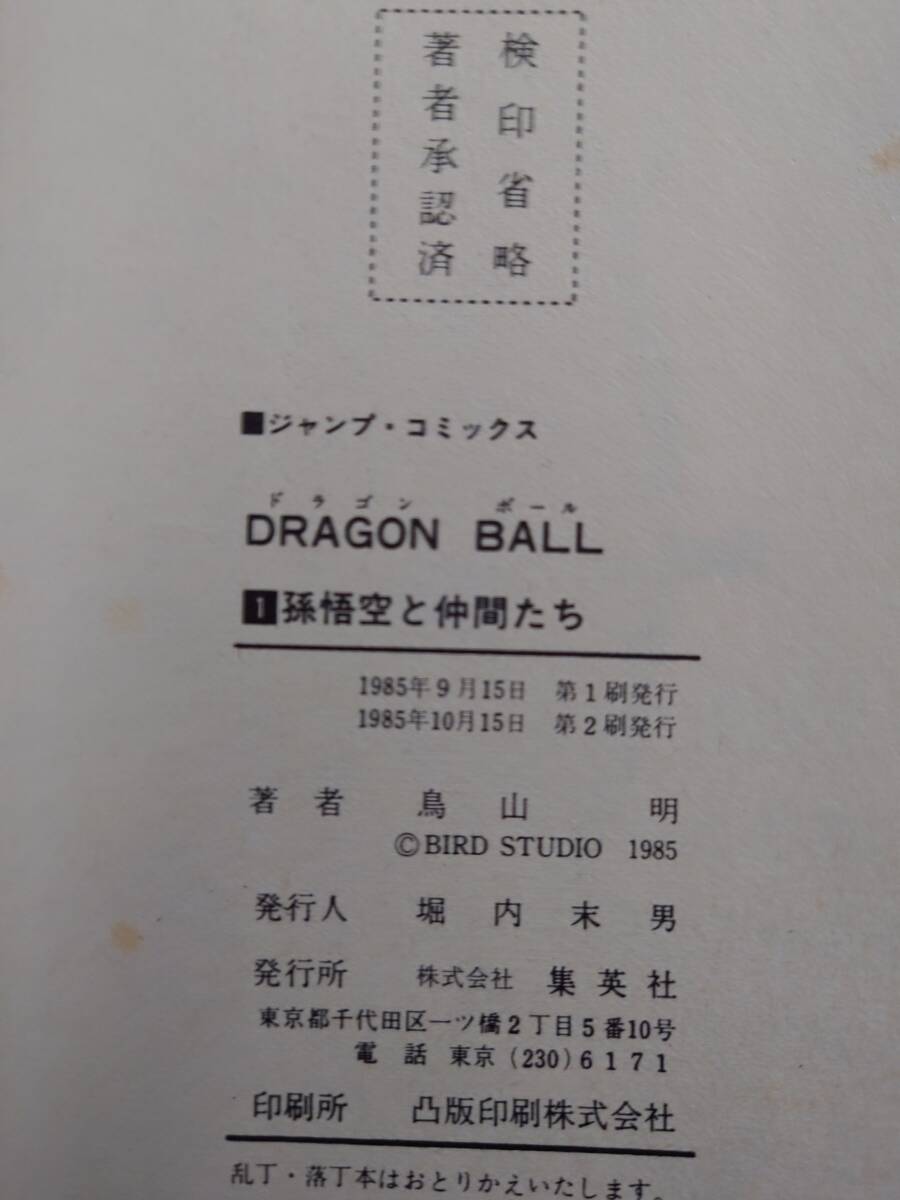 検印省略
著者承認済
■ジャンプ・コミックス
ドラゴン ボール
DRAGON BALL
1孫悟空と仲間たち
1985年9月15日 第1刷発行
1985年10月15日 第2刷発行
著者 鳥山明
©BIRD STUDIO 1985
発行人 堀内末男
発行所 株式会社 集英社
東京都千代田区一ツ橋2丁目5番10号
電話 東京(230)6171
印刷所 凸版印刷株式会社
乱丁・落丁本はおとりかえいたします。